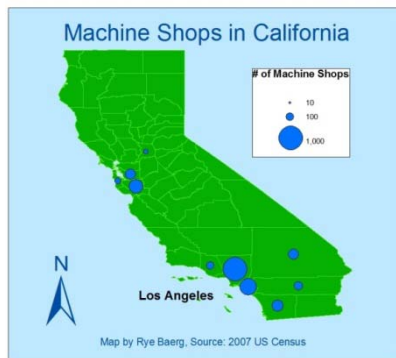 Machine Shops in California
# of Machine Shops
10
100
1,000
N
Los Angeles
Map by Rye Baerg, Source: 2007 US Census